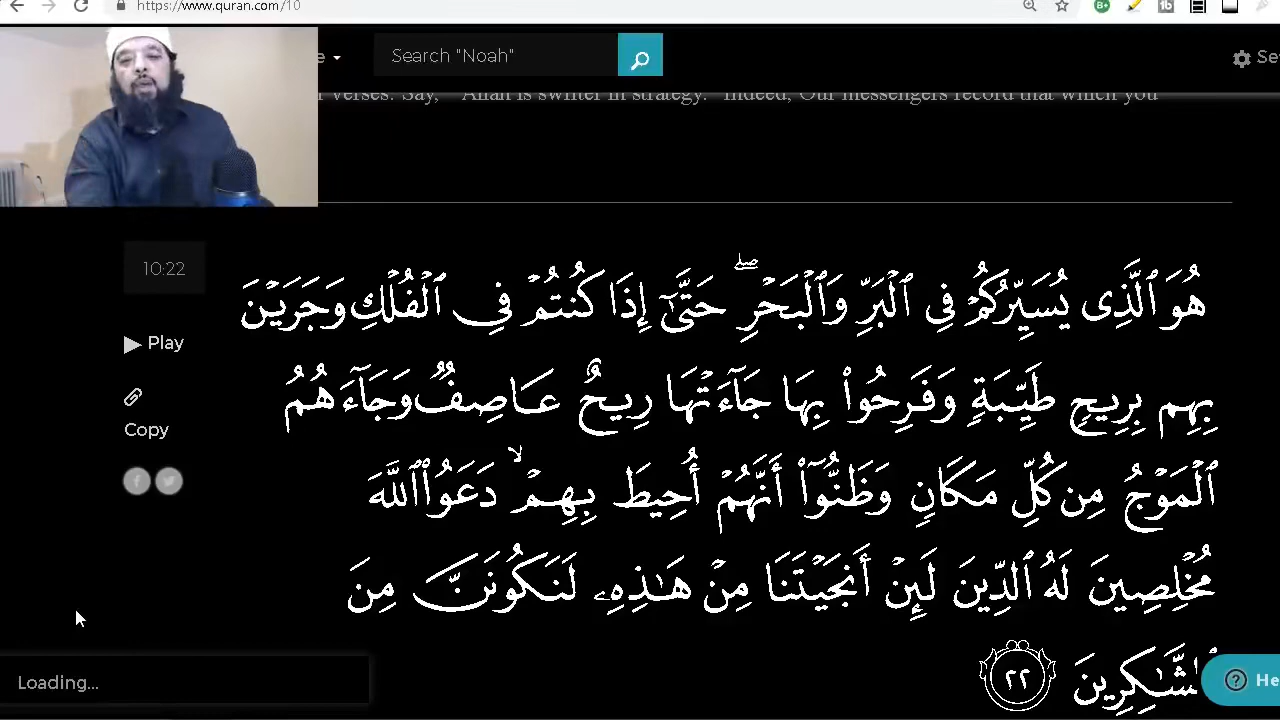 https://www.quran.com/10
e
Search "Noah"
Se
verses. Say, " Allah is swifter in strategy." Indeed, Our messengers record that which you
10:22
هُوَ ٱلَّذِى يُسَيِّرُكُمْ فِى ٱلْبَرِّ وَٱلْبَحْرِ ۖ حَتَّىٰٓ إِذَا كُنتُمْ فِى ٱلْفُلْكِ وَجَرَيْنَ
Play
بِهِم بِرِيحٍ طَيِّبَةٍ وَفَرِحُوا۟ بِهَا جَآءَتْهَا رِيحٌ عَاصِفٌ وَجَآءَهُمُ
Copy
ٱلْمَوْجُ مِن كُلِّ مَكَانٍ وَظَنُّوٓا۟ أَنَّهُمْ أُحِيطَ بِهِمْ ۙ دَعَوُا۟ ٱللَّهَ
مُخْلِصِينَ لَهُ ٱلدِّينَ لَئِنْ أَنجَيْتَنَا مِنْ هَـٰذِهِۦ لَنَكُونَنَّ مِنَ
ٱلشَّـٰكِرِينَ ٢٢
Loading...
He